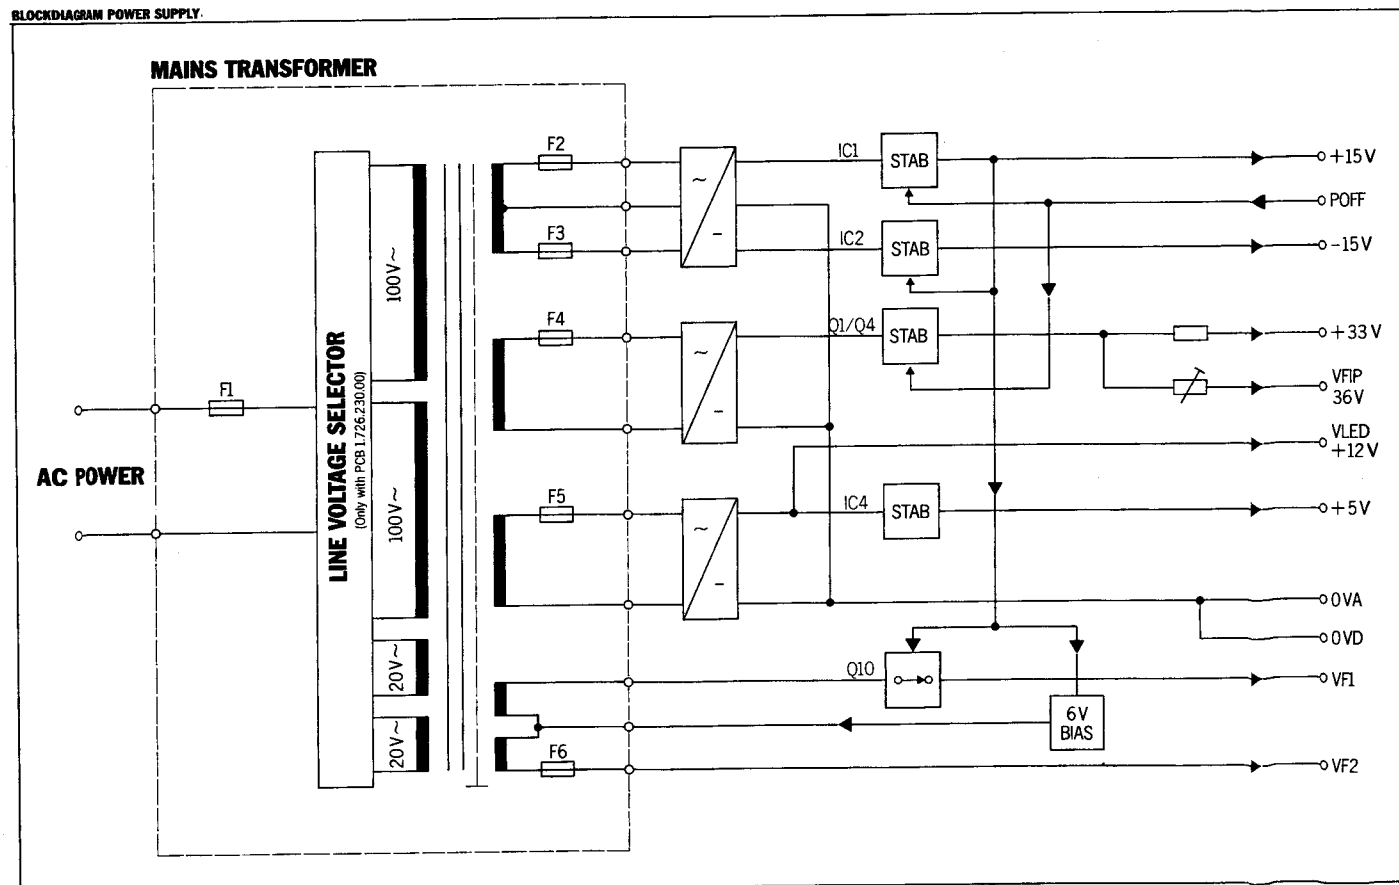 BLOCKDIAGRAM POWER SUPPLY.
MAINS TRANSFORMER
F2
IC1
STAB
+15V
POFF
F3
IC2
STAB
-15V
100V~
F4
Q1/Q4
STAB
+33V
VFIP
36V
F1
LINE VOLTAGE SELECTOR
(Only with PCB 1.726.230.00)
VLED
+12V
AC POWER
100V~
F5
IC4
STAB
+5V
~
–
~
–
~
–
0VA
0VD
20V~
Q10
VF1
6V
BIAS
20V~
F6
VF2